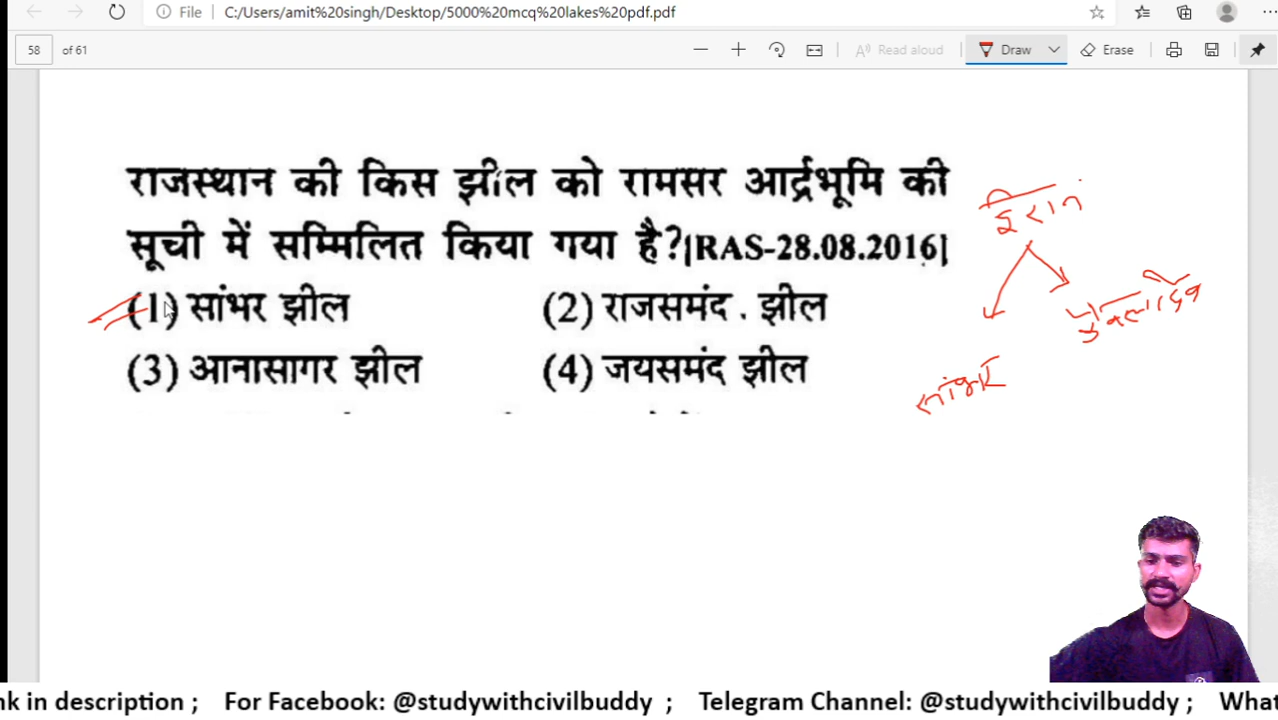 File
C:/Users/amit%20singh/Desktop/5000%20mcq%20lakes%20pdf.pdf
58 of 61
Read aloud
Draw
Erase
राजस्थान की किस झील को रामसर आर्द्रभूमि की
सूची में सम्मिलित किया गया है?[RAS-28.08.2016]
(1) सांभर झील (2) राजसमंद . झील
(3) आनासागर झील (4) जयसमंद झील
ईरान
सांभर
nk in description ; For Facebook: @studywithcivilbuddy ; Telegram Channel: @studywithcivilbuddy ; What